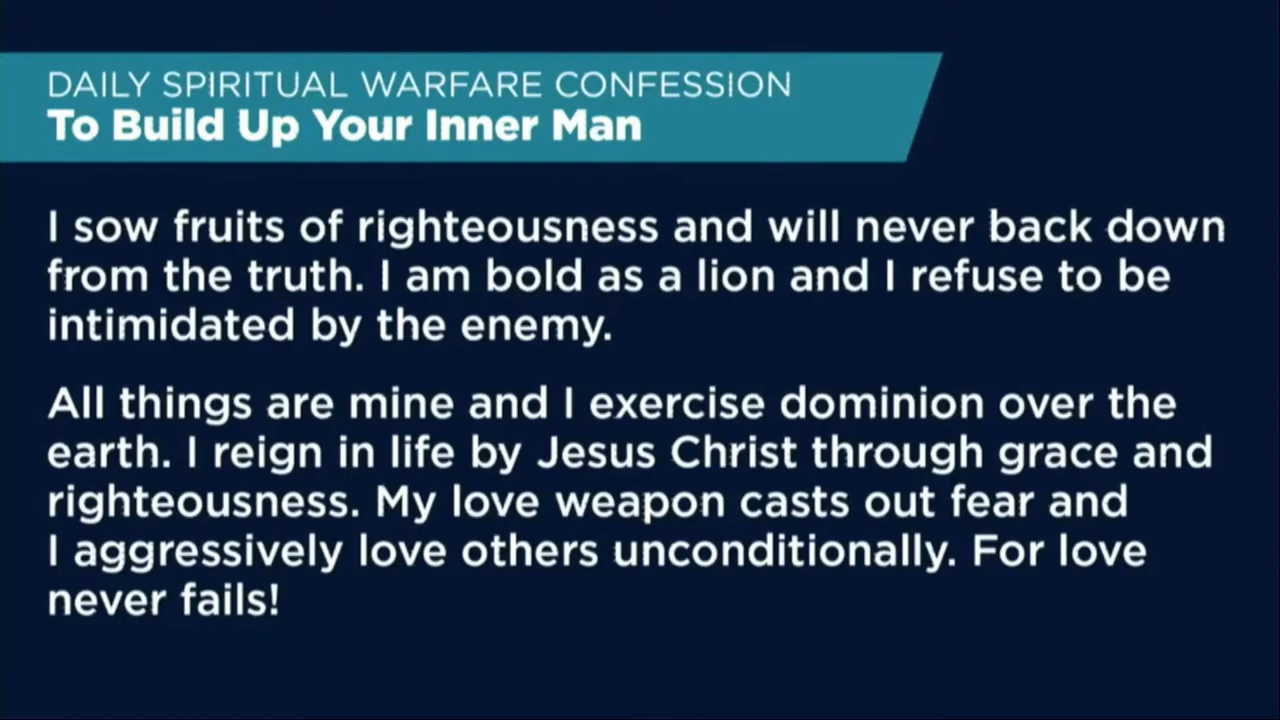 DAILY SPIRITUAL WARFARE CONFESSION
To Build Up Your Inner Man
I sow fruits of righteousness and will never back down
from the truth. I am bold as a lion and I refuse to be
intimidated by the enemy.
All things are mine and I exercise dominion over the
earth. I reign in life by Jesus Christ through grace and
righteousness. My love weapon casts out fear and
I aggressively love others unconditionally. For love
never fails!